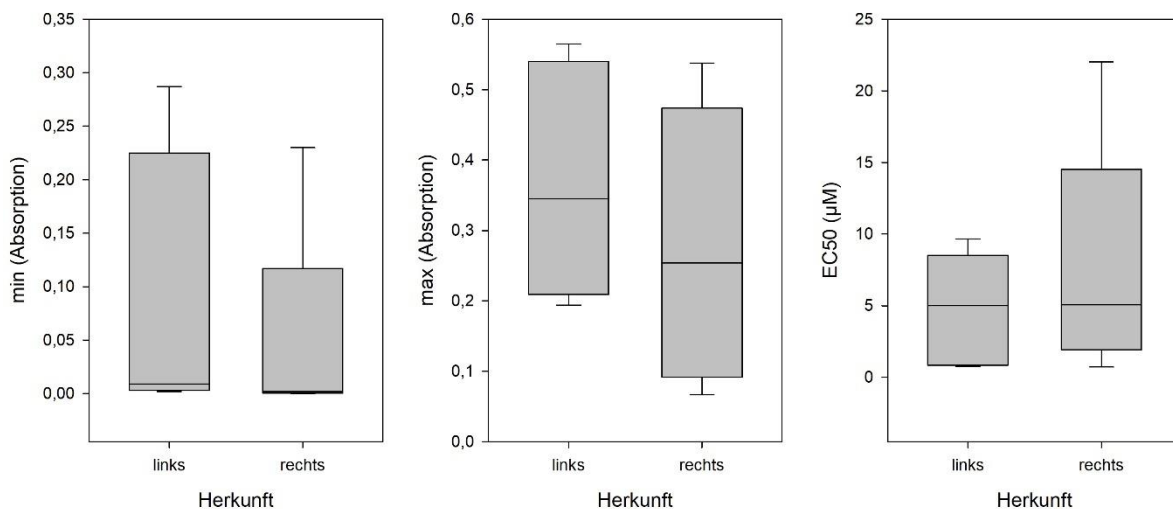 min (Absorption)
0,35
0,30
0,25
0,20
0,15
0,10
0,05
0,00
links
rechts
Herkunft
max (Absorption)
0,6
0,5
0,4
0,3
0,2
0,1
0,0
links
rechts
Herkunft
EC50 (µM)
25
20
15
10
5
0
links
rechts
Herkunft